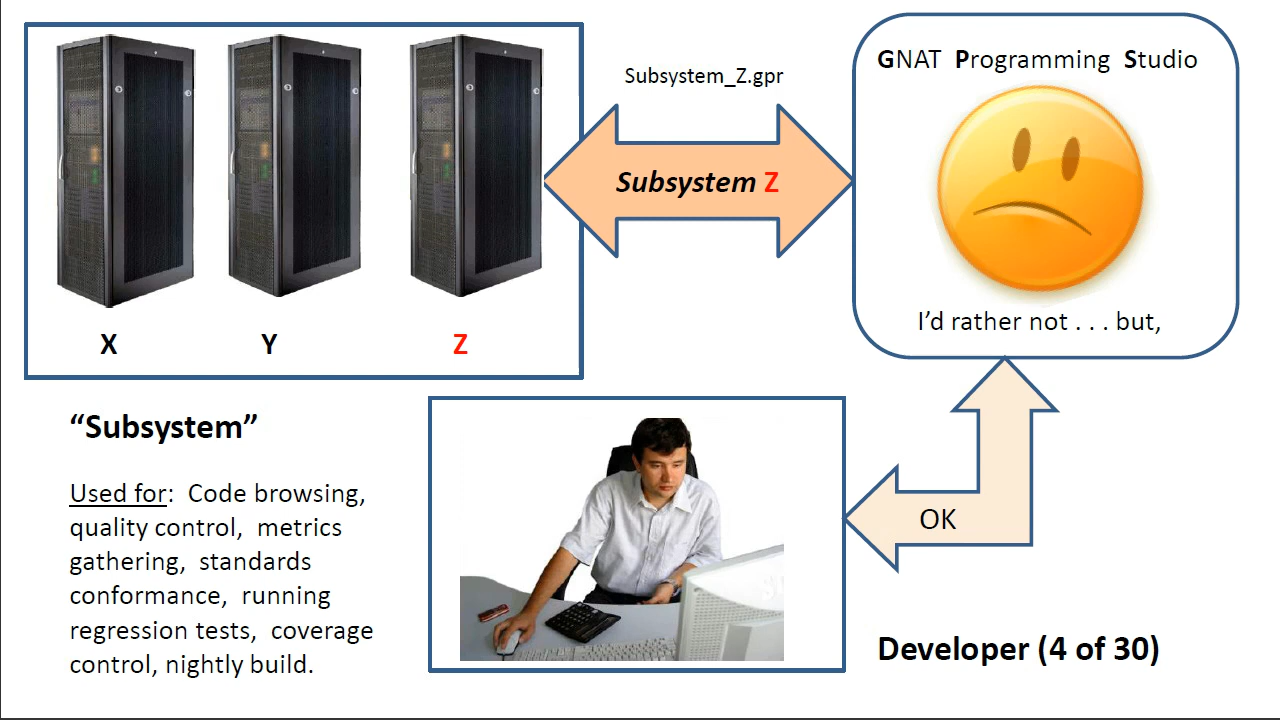 Subsystem_Z.gpr
GNAT Programming Studio
Subsystem Z
I’d rather not . . . but,
X
Y
Z
“Subsystem”
Used for: Code browsing,
quality control, metrics
gathering, standards
conformance, running
regression tests, coverage
control, nightly build.
OK
Developer (4 of 30)